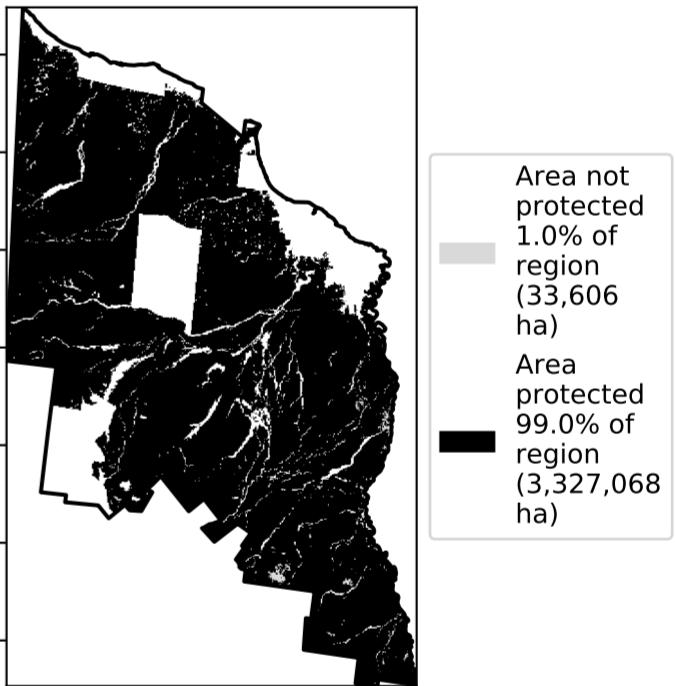 Area not
protected
1.0% of
region
(33,606
ha)
Area
protected
99.0% of
region
(3,327,068
ha)